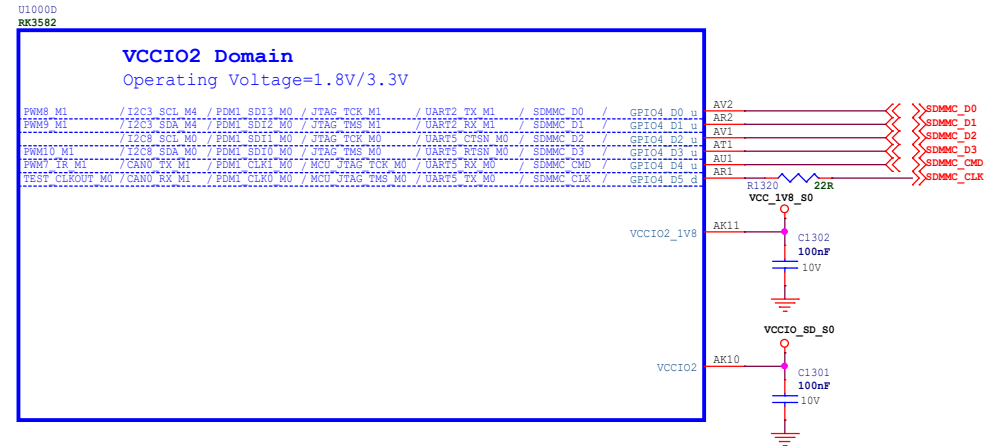 U1000D
RK3582
VCCIO2 Domain
Operating Voltage=1.8V/3.3V
PWM8_M1 / I2C3_SCL_M4 / PDM1_SDI3_M0 / JTAG_TCK_M1 / UART2_TX_M1 / SDMMC_D0 / GPIO4_D0_u AV2 SDMMC_D0
PWM9_M1 / I2C3_SDA_M4 / PDM1_SDI2_M0 / JTAG_TMS_M1 / UART2_RX_M1 / SDMMC_D1 / GPIO4_D1_u AR2 SDMMC_D1
/ I2C8_SCL_M0 / PDM1_SDI1_M0 / JTAG_TCK_M0 / UART5_CTSN_M0 / SDMMC_D2 / GPIO4_D2_u AV1 SDMMC_D2
PWM10_M1 / I2C8_SDA_M0 / PDM1_SDI0_M0 / JTAG_TMS_M0 / UART5_RTSN_M0 / SDMMC_D3 / GPIO4_D3_u AT1 SDMMC_D3
PWM7_IR_M1 / CAN0_TX_M1 / PDM1_CLK1_M0 / MCU_JTAG_TCK_M0 / UART5_RX_M0 / SDMMC_CMD / GPIO4_D4_u AU1 SDMMC_CMD
TEST_CLKOUT_M0 / CAN0_RX_M1 / PDM1_CLK0_M0 / MCU_JTAG_TMS_M0 / UART5_TX_M0 / SDMMC_CLK / GPIO4_D5_d AR1 SDMMC_CLK
R1320 22R
VCC_1V8_S0
VCCIO2_1V8 AK11
C1302
100nF
10V
VCCIO_SD_S0
VCCIO2 AK10
C1301
100nF
10V